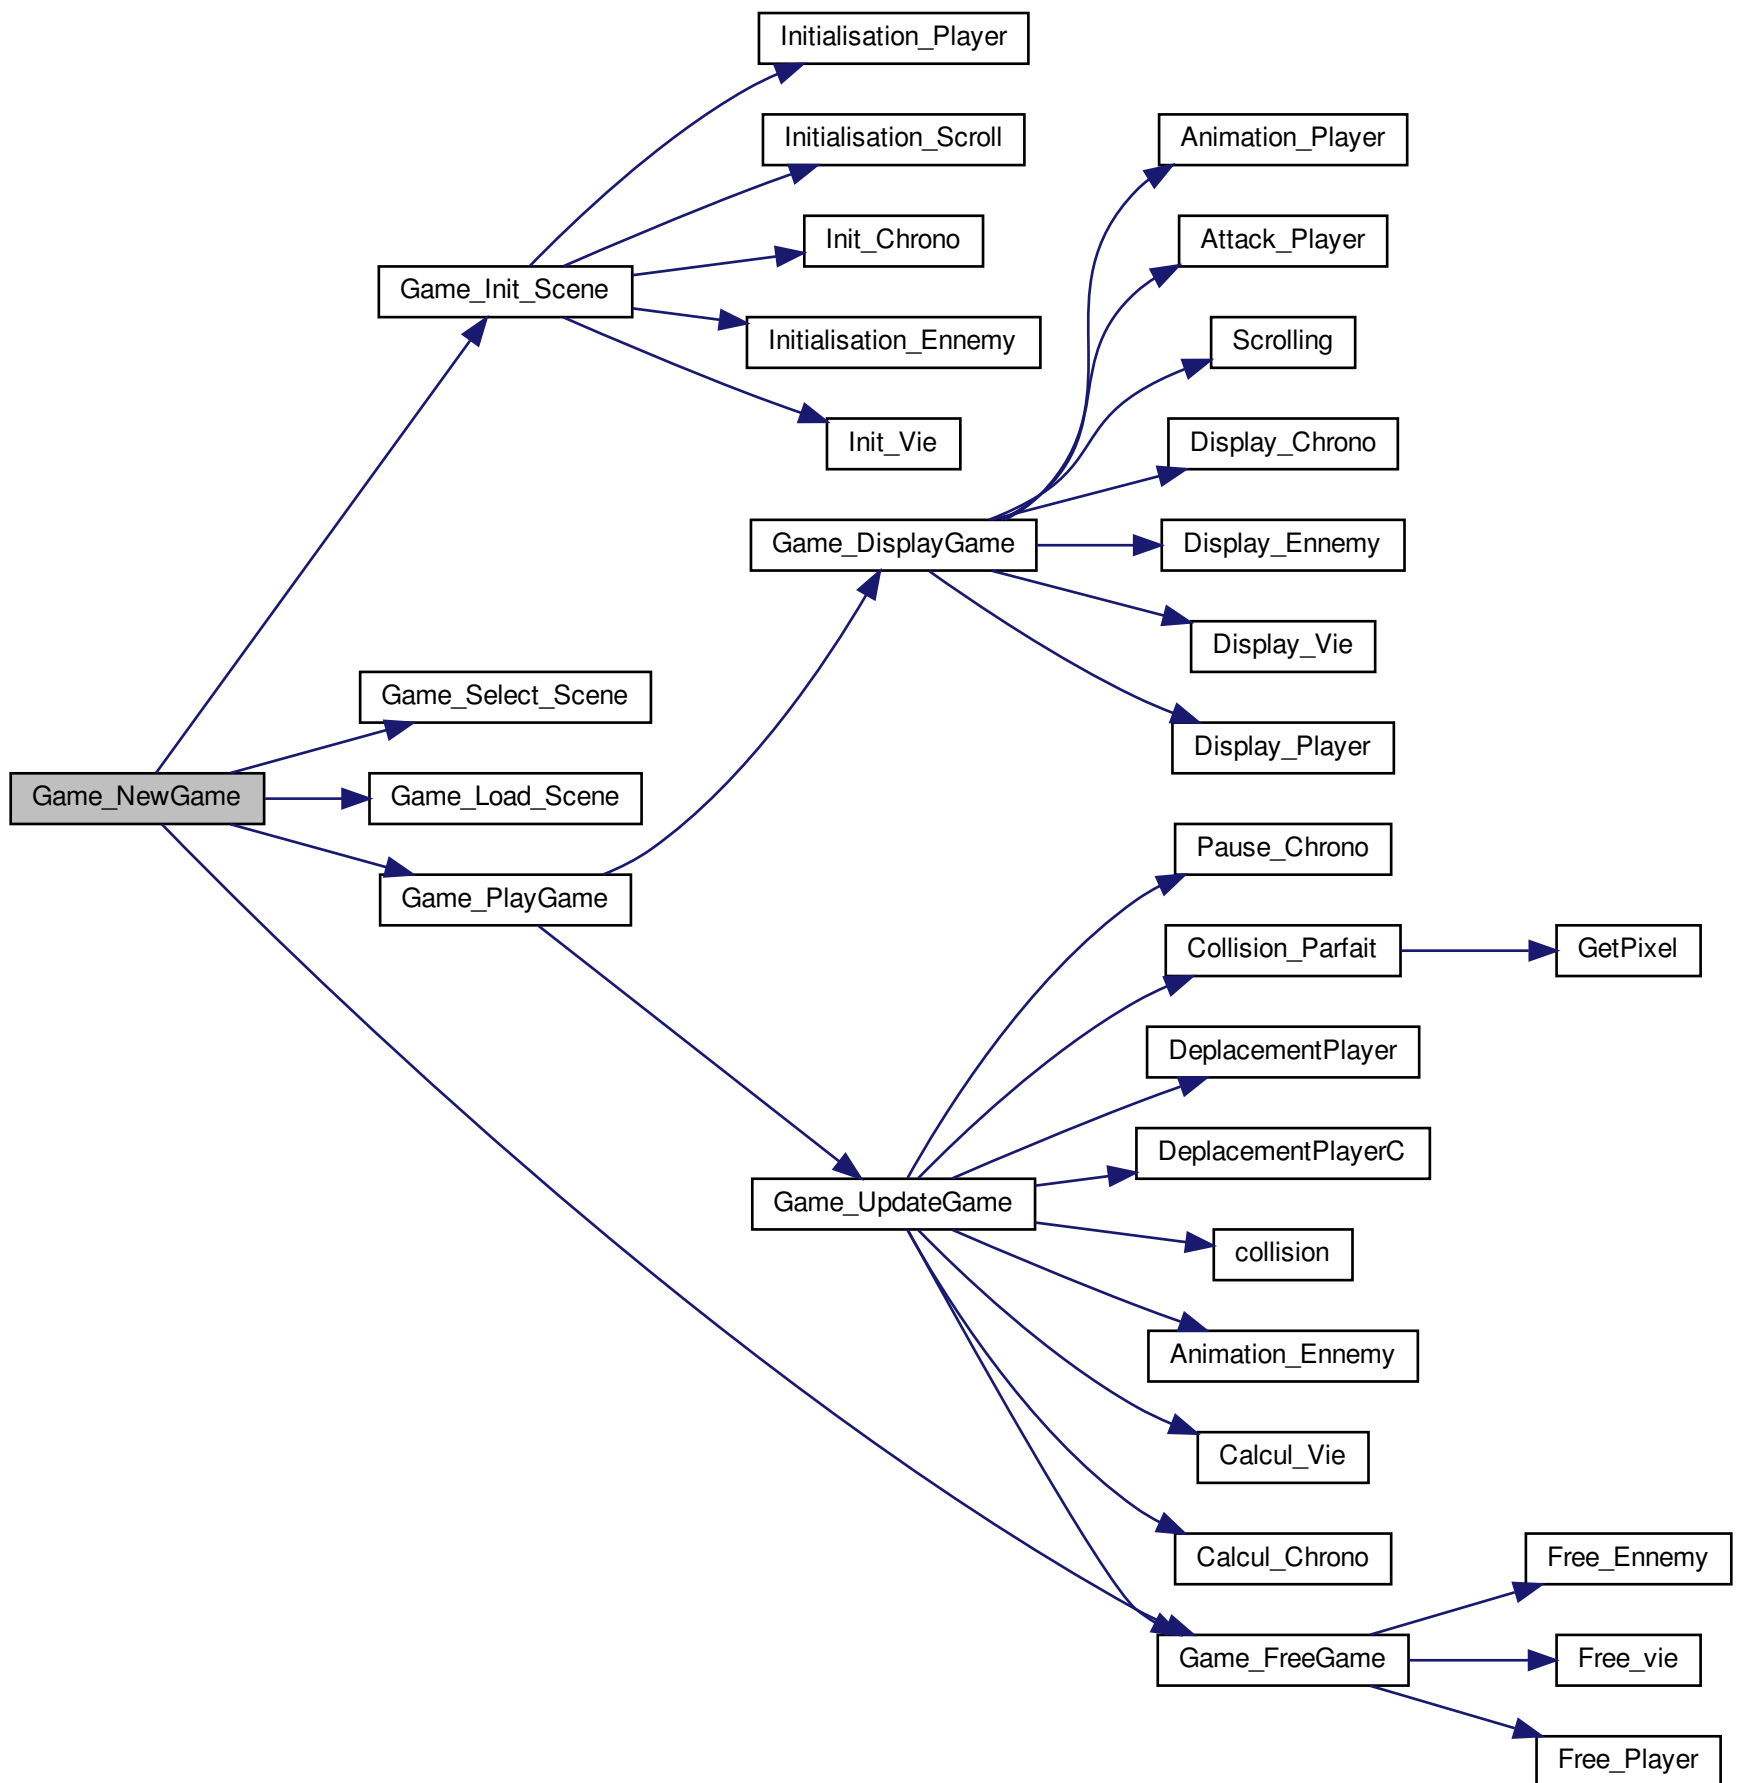 Initialisation_Player
Initialisation_Scroll
Animation_Player
Init_Chrono
Attack_Player
Game_Init_Scene
Initialisation_Ennemy
Scrolling
Init_Vie
Display_Chrono
Game_DisplayGame
Display_Ennemy
Display_Vie
Game_Select_Scene
Display_Player
Game_NewGame
Game_Load_Scene
Pause_Chrono
Game_PlayGame
Collision_Parfait
GetPixel
DeplacementPlayer
DeplacementPlayerC
Game_UpdateGame
collision
Animation_Ennemy
Calcul_Vie
Calcul_Chrono
Free_Ennemy
Game_FreeGame
Free_vie
Free_Player